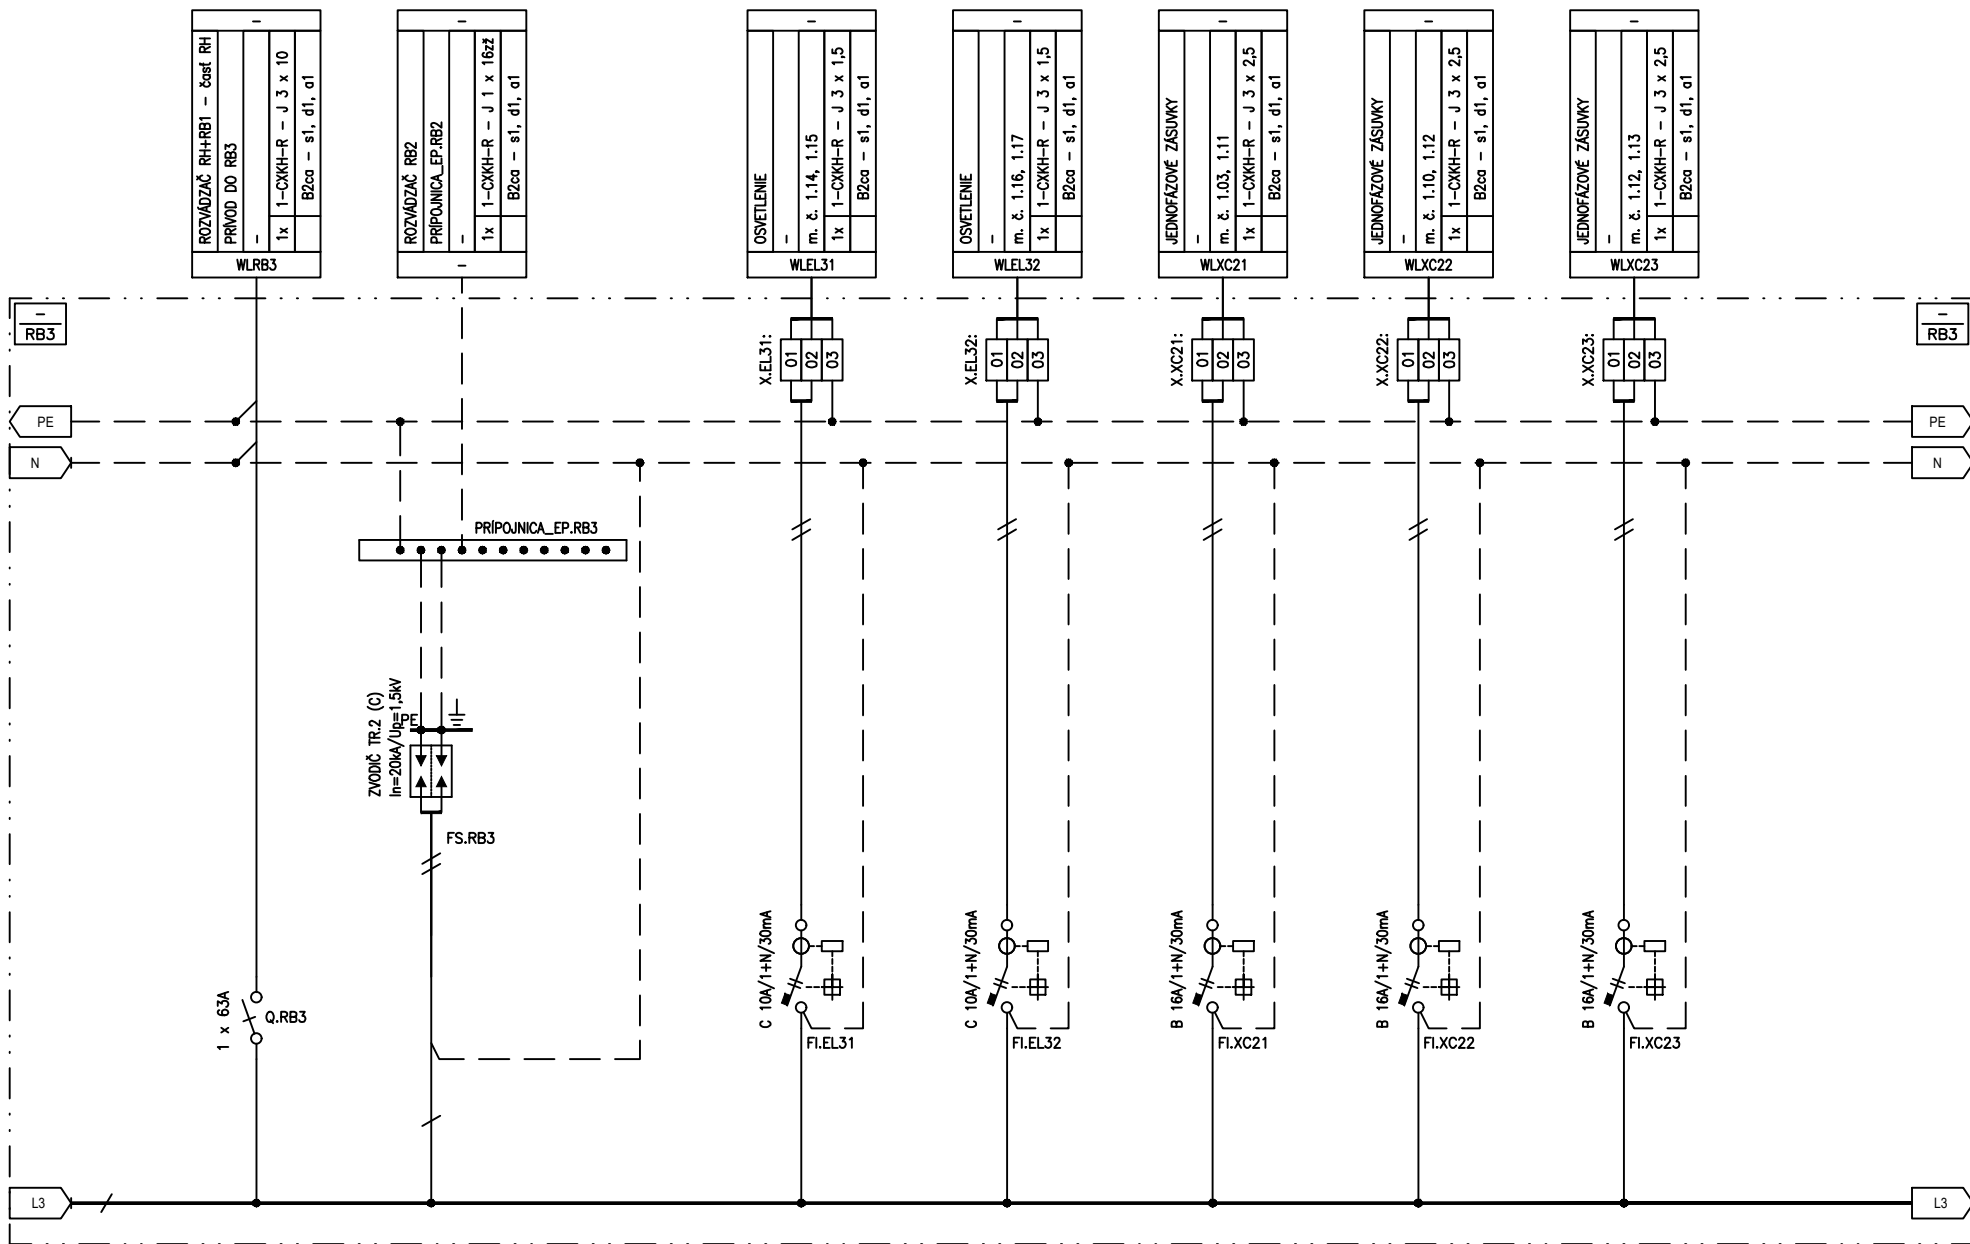 -
ROZVÁDZAČ RH+RB1 - časť RH
PRÍVOD DO RB3
-
1x 1-CXKH-R - J 3 x 10
B2ca - s1, d1, a1
WLRB3
-
ROZVÁDZAČ RB2
PRÍPOJNICA_EP.RB2
-
1x 1-CXKH-R - J 1 x 16zž
B2ca - s1, d1, a1
-
-
OSVETLENIE
-
m. č. 1.14, 1.15
1x 1-CXKH-R - J 3 x 1,5
B2ca - s1, d1, a1
WLEL31
-
OSVETLENIE
-
m. č. 1.16, 1.17
1x 1-CXKH-R - J 3 x 1,5
B2ca - s1, d1, a1
WLEL32
-
JEDNOFÁZOVÉ ZÁSUVKY
-
m. č. 1.03, 1.11
1x 1-CXKH-R - J 3 x 2,5
B2ca - s1, d1, a1
WLXC21
-
JEDNOFÁZOVÉ ZÁSUVKY
-
m. č. 1.10, 1.12
1x 1-CXKH-R - J 3 x 2,5
B2ca - s1, d1, a1
WLXC22
-
JEDNOFÁZOVÉ ZÁSUVKY
-
m. č. 1.12, 1.13
1x 1-CXKH-R - J 3 x 2,5
B2ca - s1, d1, a1
WLXC23
-
RB3
-
RB3
X.EL31: 01 02 03
X.EL32: 01 02 03
X.XC21: 01 02 03
X.XC22: 01 02 03
X.XC23: 01 02 03
PE
PE
N
N
PRÍPOJNICA_EP.RB3
ZVODIČ TR.2 (C)
In=20kA/Up=1,5kV
PE
FS.RB3
1 x 63A
Q.RB3
C 10A/1+N/30mA
FI.EL31
C 10A/1+N/30mA
FI.EL32
B 16A/1+N/30mA
FI.XC21
B 16A/1+N/30mA
FI.XC22
B 16A/1+N/30mA
FI.XC23
L3
L3